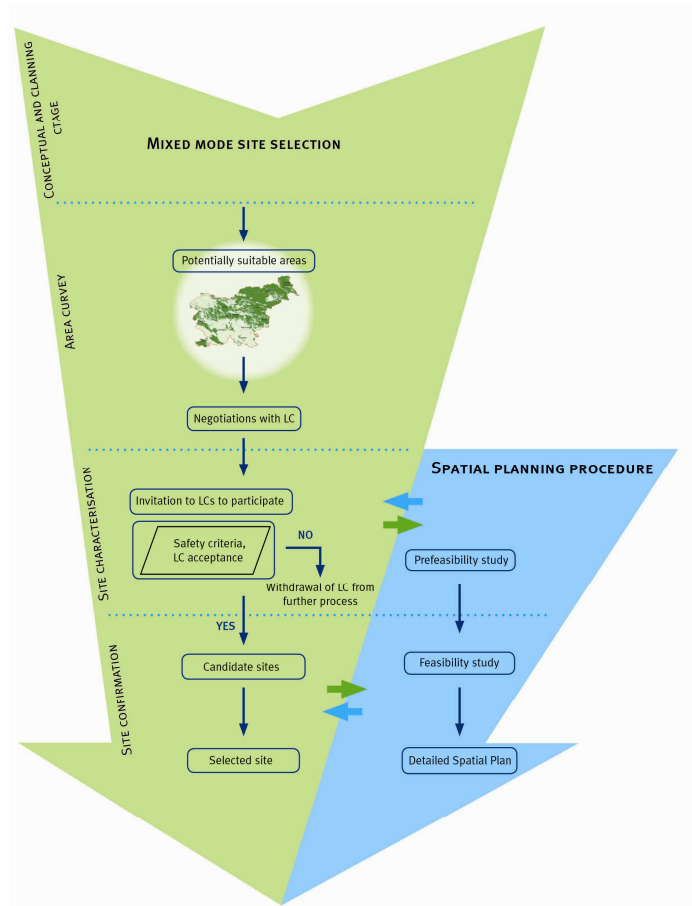 CONCEPTUAL AND CLANNING
CTAGE
MIXED MODE SITE SELECTION
Potentially suitable areas
AREA CURVEY
Negotiations with LC
SPATIAL PLANNING PROCEDURE
SITE CHARACTERISATION
Invitation to LCs to participate
Safety criteria,
LC acceptance
NO
Withdrawal of LC from
further process
Prefeasibility study
YES
SITE CONFIRMATION
Candidate sites
Feasibility study
Selected site
Detailed Spatial Plan